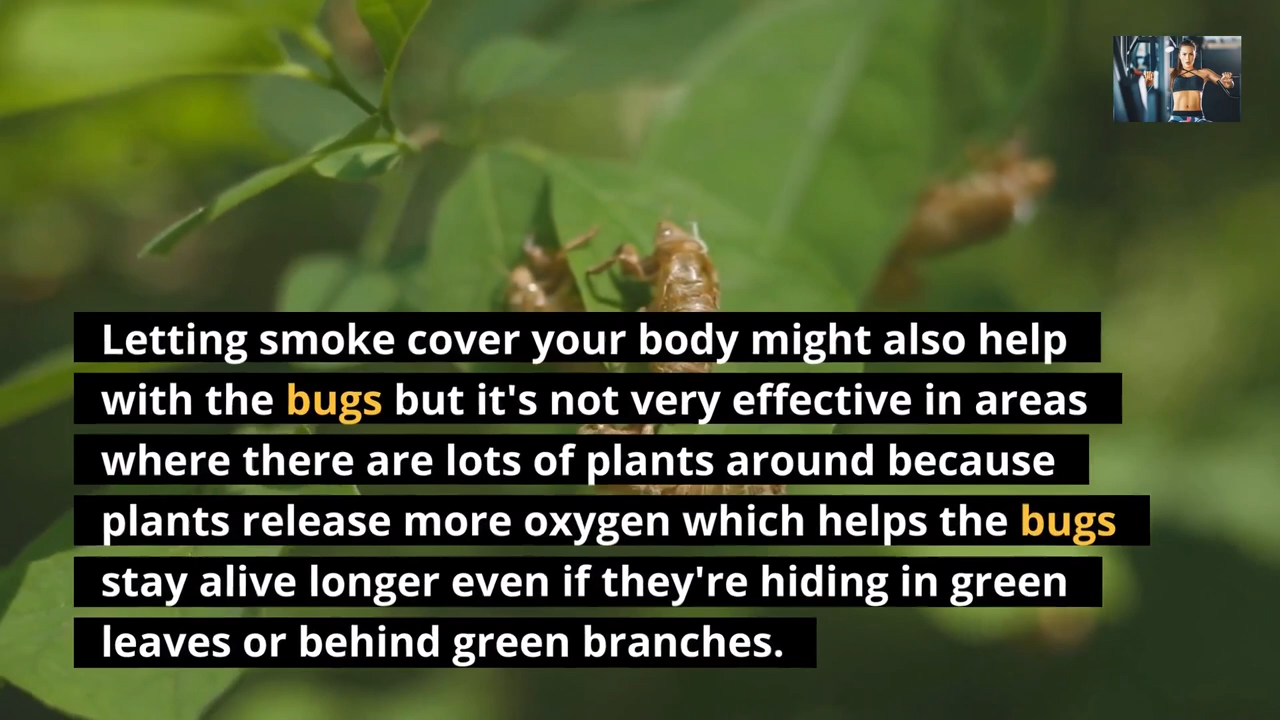 Letting smoke cover your body might also help
with the bugs but it's not very effective in areas
where there are lots of plants around because
plants release more oxygen which helps the bugs
stay alive longer even if they're hiding in green
leaves or behind green branches.